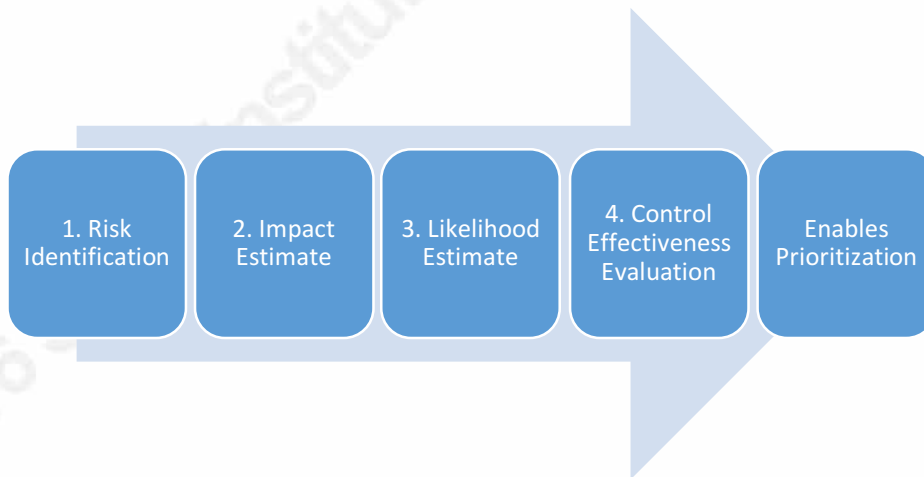 1. Risk
Identification
2. Impact
Estimate
3. Likelihood
Estimate
4. Control
Effectiveness
Evaluation
Enables
Prioritization